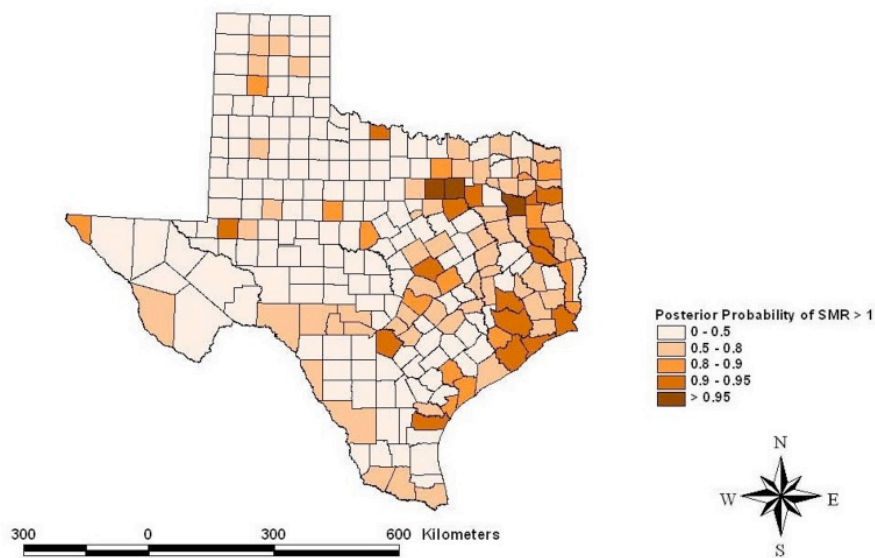 Posterior Probability of SMR > 1
0 - 0.5
0.5 - 0.8
0.8 - 0.9
0.9 - 0.95
> 0.95
N
W E
S
300 0 300 600 Kilometers